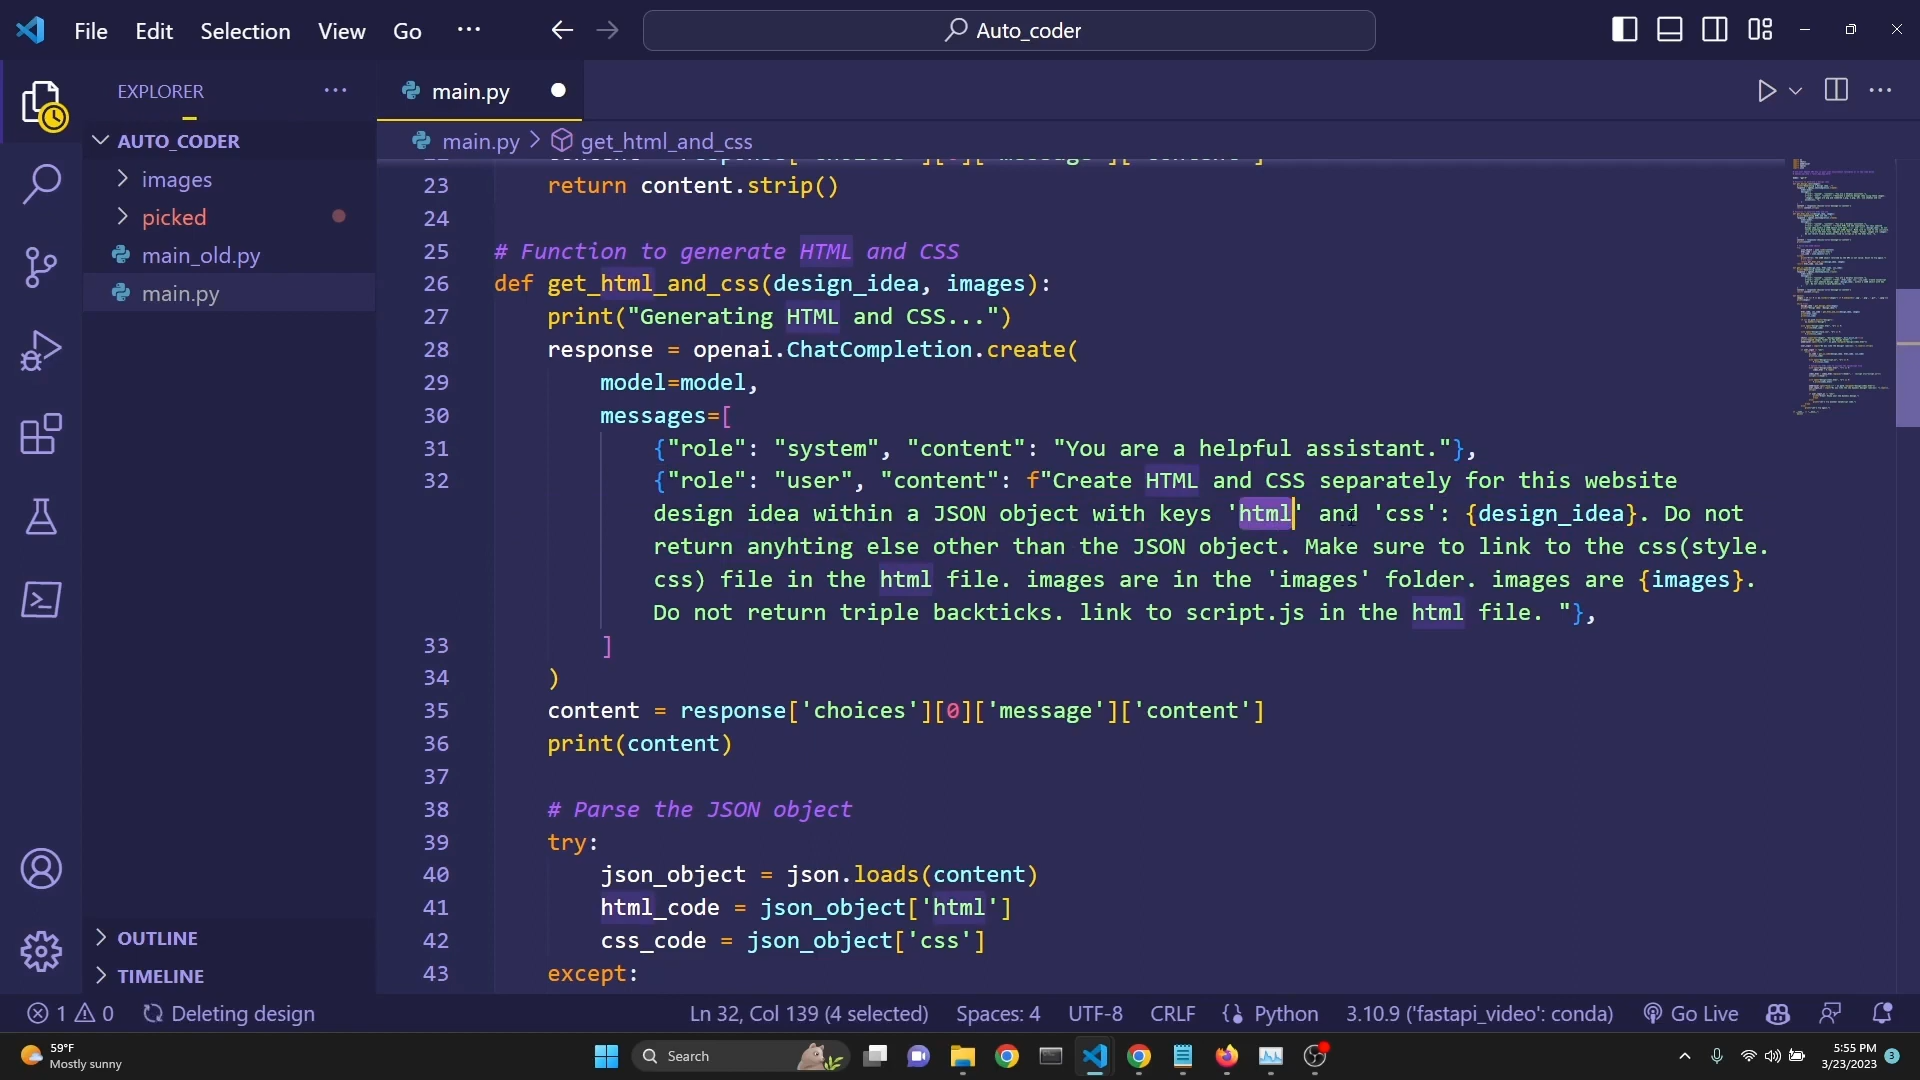 File Edit Selection View Go ··· Auto_coder
EXPLORER ···
main.py
AUTO_CODER
main.py > get_html_and_css
images
picked
main_old.py
main.py
23 return content.strip()
24
25 # Function to generate HTML and CSS
26 def get_html_and_css(design_idea, images):
27 print("Generating HTML and CSS...")
28 response = openai.ChatCompletion.create(
29 model=model,
30 messages=[
31 {"role": "system", "content": "You are a helpful assistant."},
32 {"role": "user", "content": f"Create HTML and CSS separately for this website
design idea within a JSON object with keys 'html' and 'css': {design_idea}. Do not
return anyhting else other than the JSON object. Make sure to link to the css(style.
css) file in the html file. images are in the 'images' folder. images are {images}.
Do not return triple backticks. link to script.js in the html file. "},
33 ]
34 )
35 content = response['choices'][0]['message']['content']
36 print(content)
37
38 # Parse the JSON object
39 try:
40 json_object = json.loads(content)
41 html_code = json_object['html']
42 css_code = json_object['css']
43 except:
OUTLINE
TIMELINE
1 0 Deleting design Ln 32, Col 139 (4 selected) Spaces: 4 UTF-8 CRLF Python 3.10.9 ('fastapi_video': conda) Go Live
59°F
Mostly sunny
Search
5:55 PM
3/23/2023
3